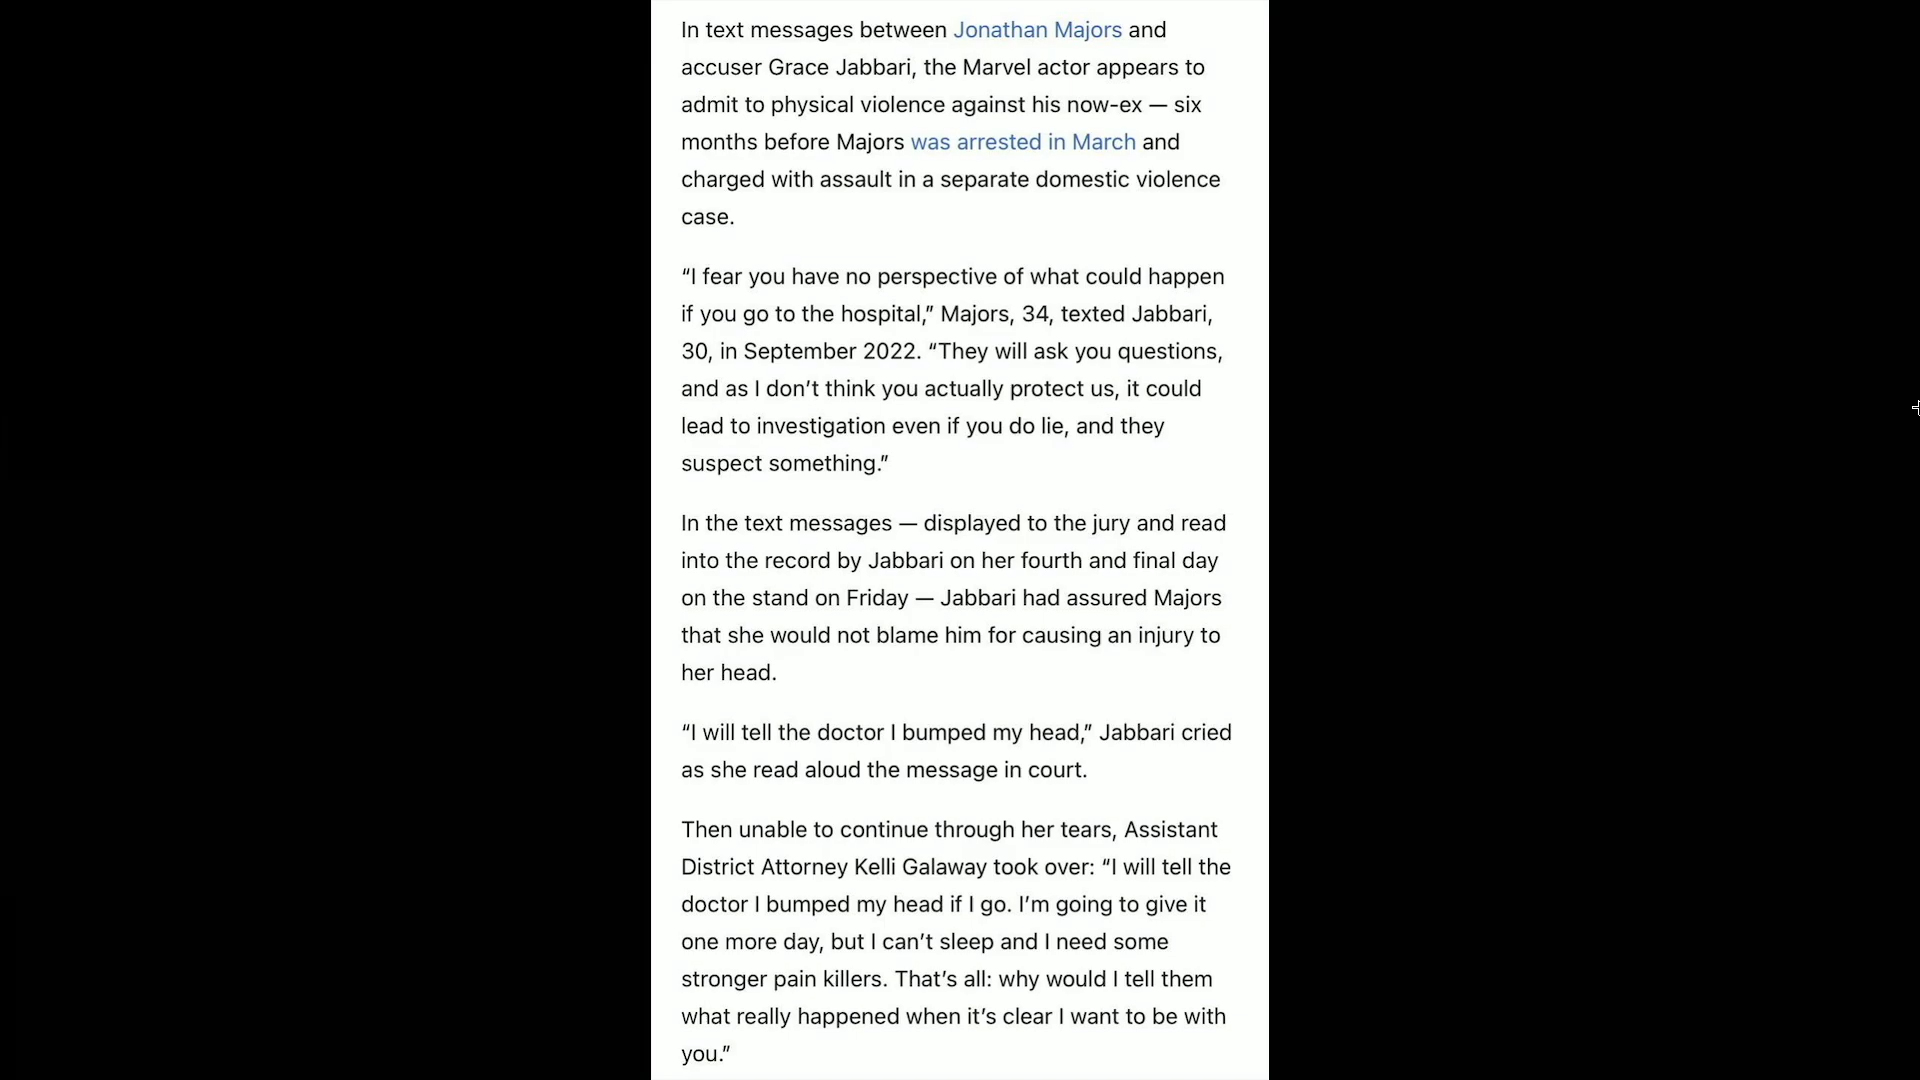 In text messages between Jonathan Majors and
accuser Grace Jabbari, the Marvel actor appears to
admit to physical violence against his now-ex — six
months before Majors was arrested in March and
charged with assault in a separate domestic violence
case.
“I fear you have no perspective of what could happen
if you go to the hospital,” Majors, 34, texted Jabbari,
30, in September 2022. “They will ask you questions,
and as I don’t think you actually protect us, it could
lead to investigation even if you do lie, and they
suspect something.”
In the text messages — displayed to the jury and read
into the record by Jabbari on her fourth and final day
on the stand on Friday — Jabbari had assured Majors
that she would not blame him for causing an injury to
her head.
“I will tell the doctor I bumped my head,” Jabbari cried
as she read aloud the message in court.
Then unable to continue through her tears, Assistant
District Attorney Kelli Galaway took over: “I will tell the
doctor I bumped my head if I go. I’m going to give it
one more day, but I can’t sleep and I need some
stronger pain killers. That’s all: why would I tell them
what really happened when it’s clear I want to be with
you.”